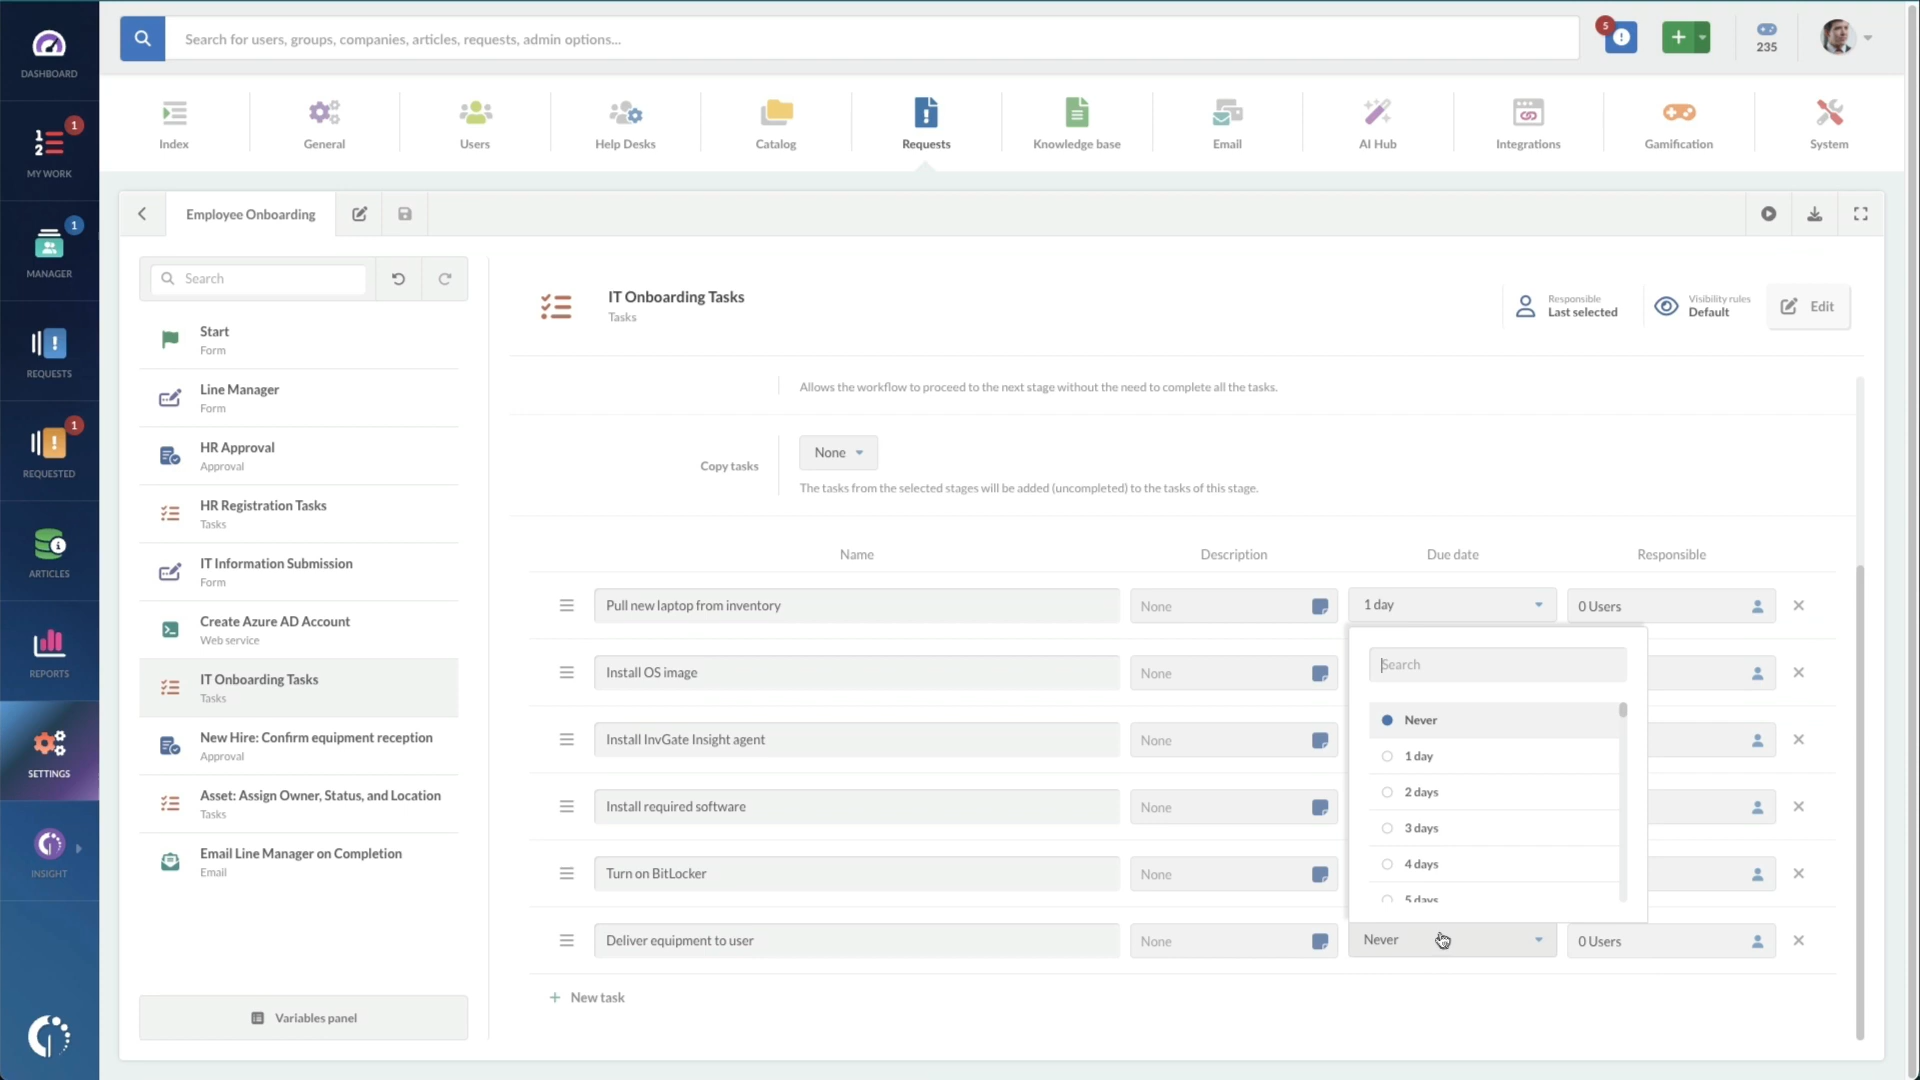 Search for users, groups, companies, articles, requests, admin options...
5
235
DASHBOARD
1
MY WORK
1
MANAGER
REQUESTS
1
REQUESTED
ARTICLES
REPORTS
SETTINGS
INSIGHT
Index
General
Users
Help Desks
Catalog
Requests
Knowledge base
Email
AI Hub
Integrations
Gamification
System
Employee Onboarding
Search
Start
Form
Line Manager
Form
HR Approval
Approval
HR Registration Tasks
Tasks
IT Information Submission
Form
Create Azure AD Account
Web service
IT Onboarding Tasks
Tasks
New Hire: Confirm equipment reception
Approval
Asset: Assign Owner, Status, and Location
Tasks
Email Line Manager on Completion
Email
Variables panel
IT Onboarding Tasks
Tasks
Responsible
Last selected
Visibility rules
Default
Edit
Allows the workflow to proceed to the next stage without the need to complete all the tasks.
Copy tasks
None
The tasks from the selected stages will be added (uncompleted) to the tasks of this stage.
Name Description Due date Responsible
Pull new laptop from inventory None 1 day 0 Users
Install OS image None
Install InvGate Insight agent None
Install required software None
Turn on BitLocker None
Deliver equipment to user None Never 0 Users
Search
Never
1 day
2 days
3 days
4 days
5 days
+ New task